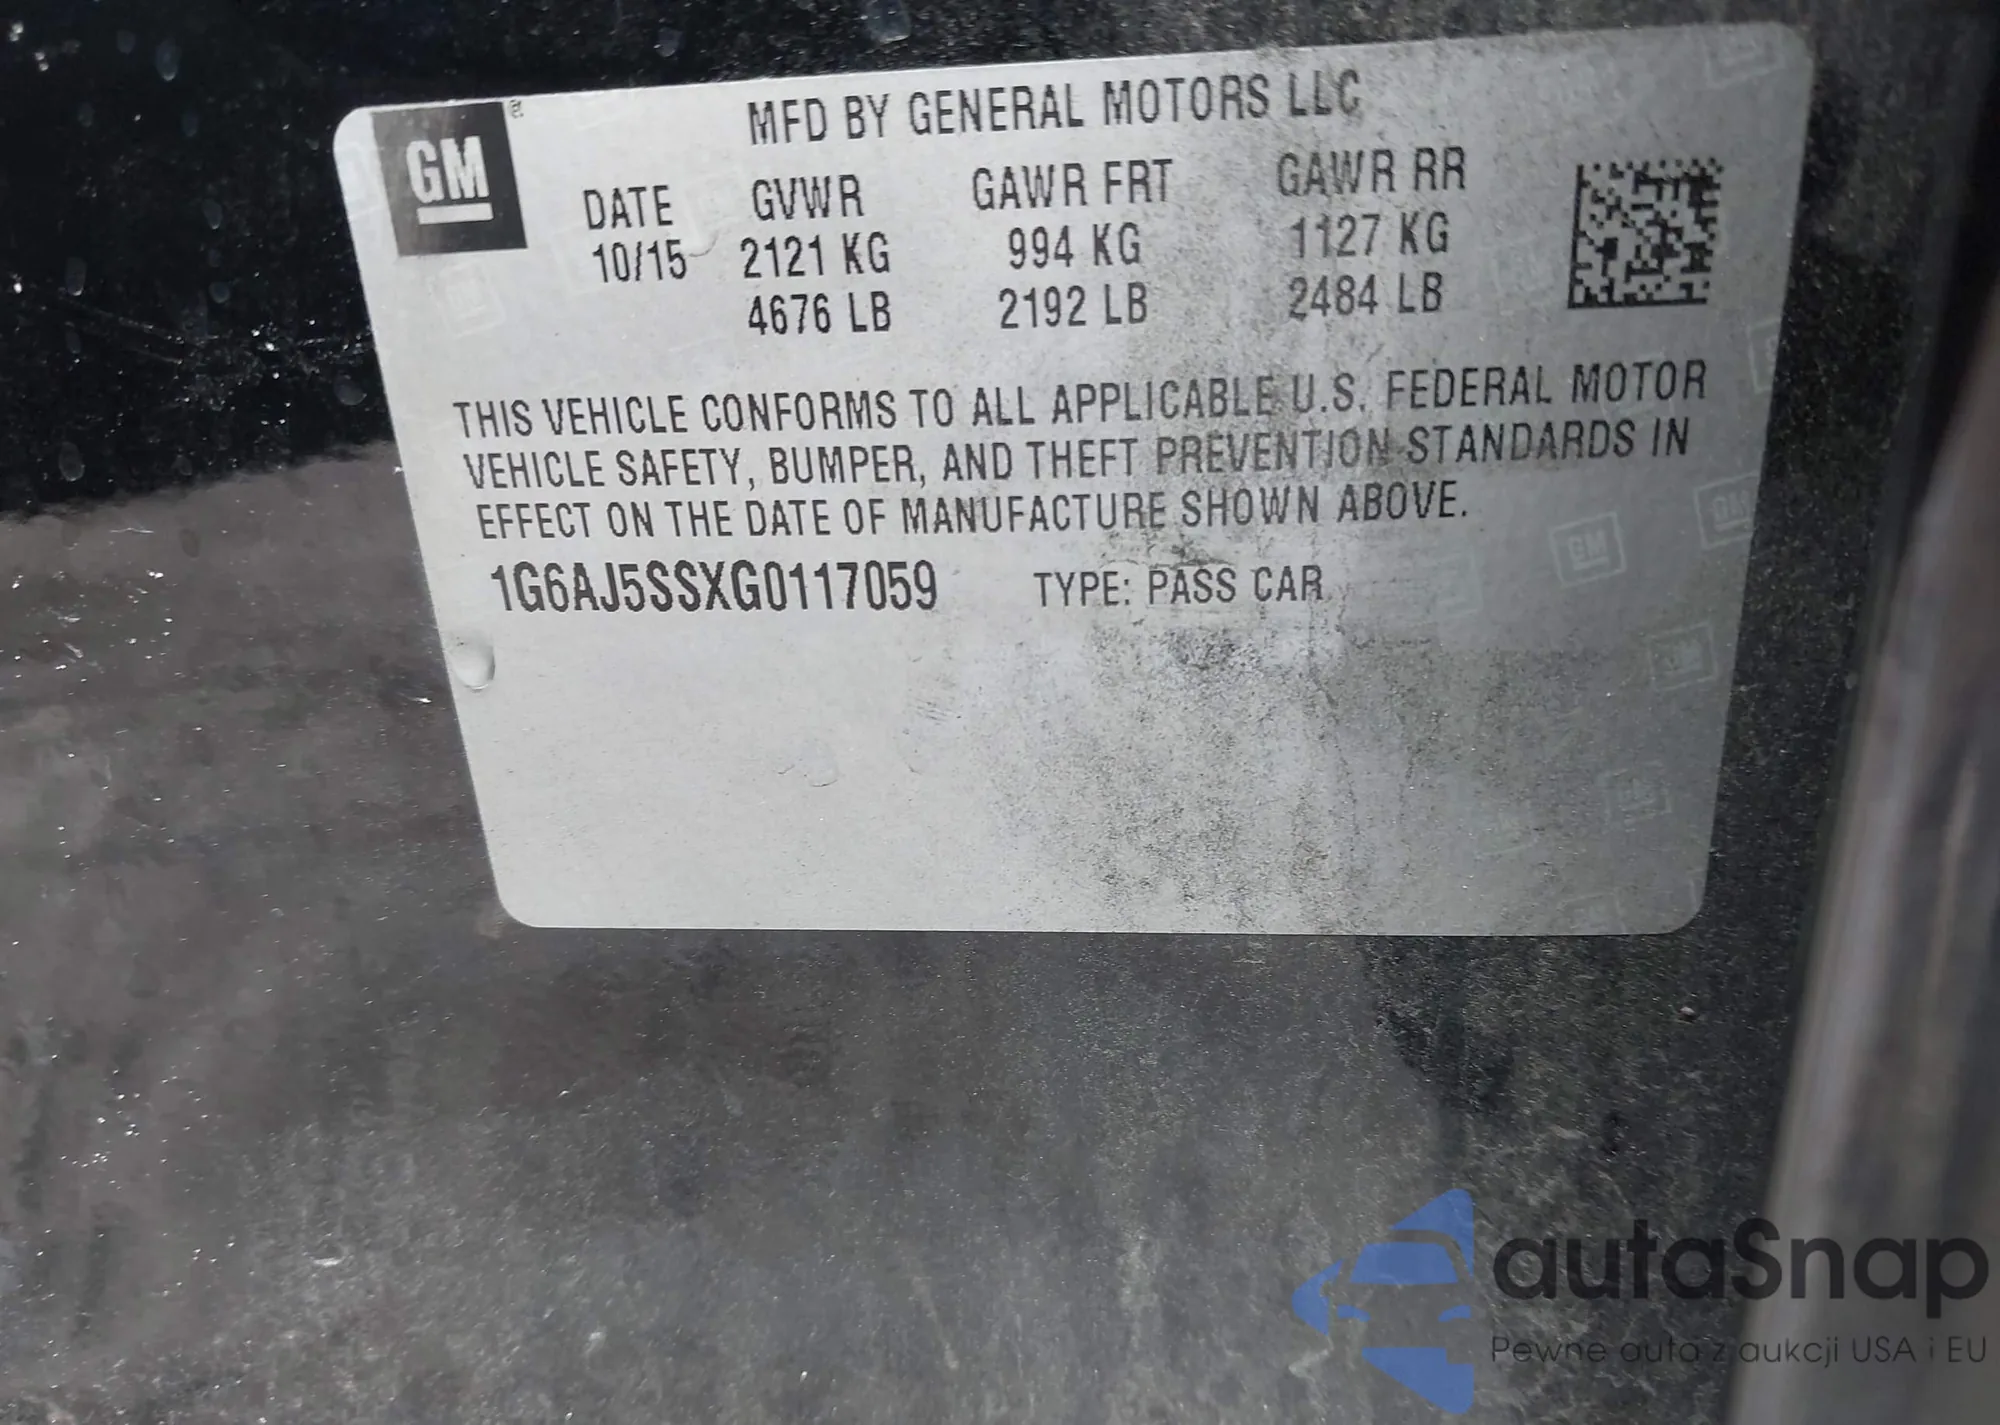 GM
MFD BY GENERAL MOTORS LLC
DATE GVWR GAWR FRT GAWR RR
10/15 2121 KG 994 KG 1127 KG
4676 LB 2192 LB 2484 LB
THIS VEHICLE CONFORMS TO ALL APPLICABLE U.S. FEDERAL MOTOR
VEHICLE SAFETY, BUMPER, AND THEFT PREVENTION STANDARDS IN
EFFECT ON THE DATE OF MANUFACTURE SHOWN ABOVE.
1G6AJ5SSXG0117059 TYPE: PASS CAR
autaSnap
Pewne auta z aukcji USA i EU